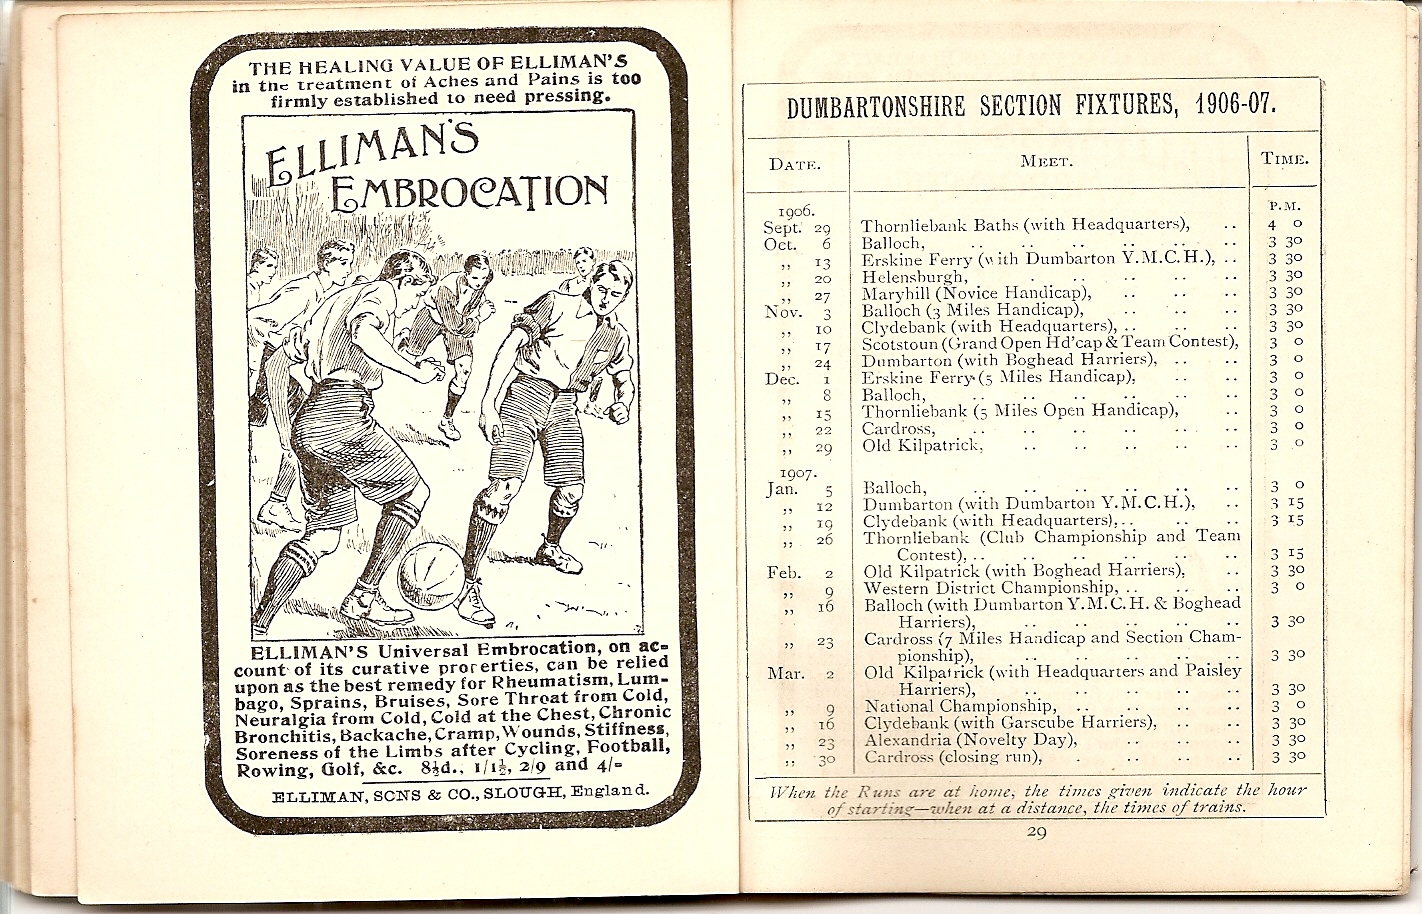 THE HEALING VALUE OF ELLIMAN'S
in the treatment of Aches and Pains is too
firmly established to need pressing.
ELLIMAN'S
EMBROCATION
ELLIMAN'S Universal Embrocation, on ac-
count of its curative properties, can be relied
upon as the best remedy for Rheumatism, Lum-
bago, Sprains, Bruises, Sore Throat from Cold,
Neuralgia from Cold, Cold at the Chest, Chronic
Bronchitis, Backache, Cramp, Wounds, Stiffness,
Soreness of the Limbs after Cycling, Football,
Rowing, Golf, &c. 8½d., 1/1½, 2/9 and 4/-
ELLIMAN, SONS & CO., SLOUGH, England.
DUMBARTONSHIRE SECTION FIXTURES, 1906-07.
DATE. MEET. TIME.
1906. P.M.
Sept. 29 Thornliebank Baths (with Headquarters), .. 4 0
Oct. 6 Balloch, .. .. .. .. .. .. 3 30
„ 13 Erskine Ferry (with Dumbarton Y.M.C.H.), .. 3 30
„ 20 Helensburgh, .. .. .. .. .. 3 30
„ 27 Maryhill (Novice Handicap), .. .. .. 3 30
Nov. 3 Balloch (3 Miles Handicap), .. .. .. 3 30
„ 10 Clydebank (with Headquarters), .. .. .. 3 30
„ 17 Scotstoun (Grand Open Hd'cap & Team Contest), 3 0
„ 24 Dumbarton (with Boghead Harriers), .. .. 3 0
Dec. 1 Erskine Ferry (5 Miles Handicap), .. .. 3 0
„ 8 Balloch, .. .. .. .. .. .. 3 0
„ 15 Thornliebank (5 Miles Open Handicap), .. 3 0
„ 22 Cardross, .. .. .. .. .. .. 3 0
„ 29 Old Kilpatrick, .. .. .. .. .. 3 0
1907.
Jan. 5 Balloch, .. .. .. .. .. .. 3 0
„ 12 Dumbarton (with Dumbarton Y.M.C.H.), .. 3 15
„ 19 Clydebank (with Headquarters), .. .. .. 3 15
„ 26 Thornliebank (Club Championship and Team
Contest), .. .. .. .. .. .. 3 15
Feb. 2 Old Kilpatrick (with Boghead Harriers), .. 3 30
„ 9 Western District Championship, .. .. .. 3 0
„ 16 Balloch (with Dumbarton Y.M.C.H. & Boghead
Harriers), .. .. .. .. .. 3 30
„ 23 Cardross (7 Miles Handicap and Section Cham-
pionship), .. .. .. .. .. 3 30
Mar. 2 Old Kilpatrick (with Headquarters and Paisley
Harriers), .. .. .. .. .. 3 30
„ 9 National Championship, .. .. .. .. 3 0
„ 16 Clydebank (with Garscube Harriers), .. .. 3 30
„ 23 Alexandria (Novelty Day), .. .. .. 3 30
„ 30 Cardross (closing run), . .. .. .. 3 30
When the Runs are at home, the times given indicate the hour
of starting—when at a distance, the times of trains.
29